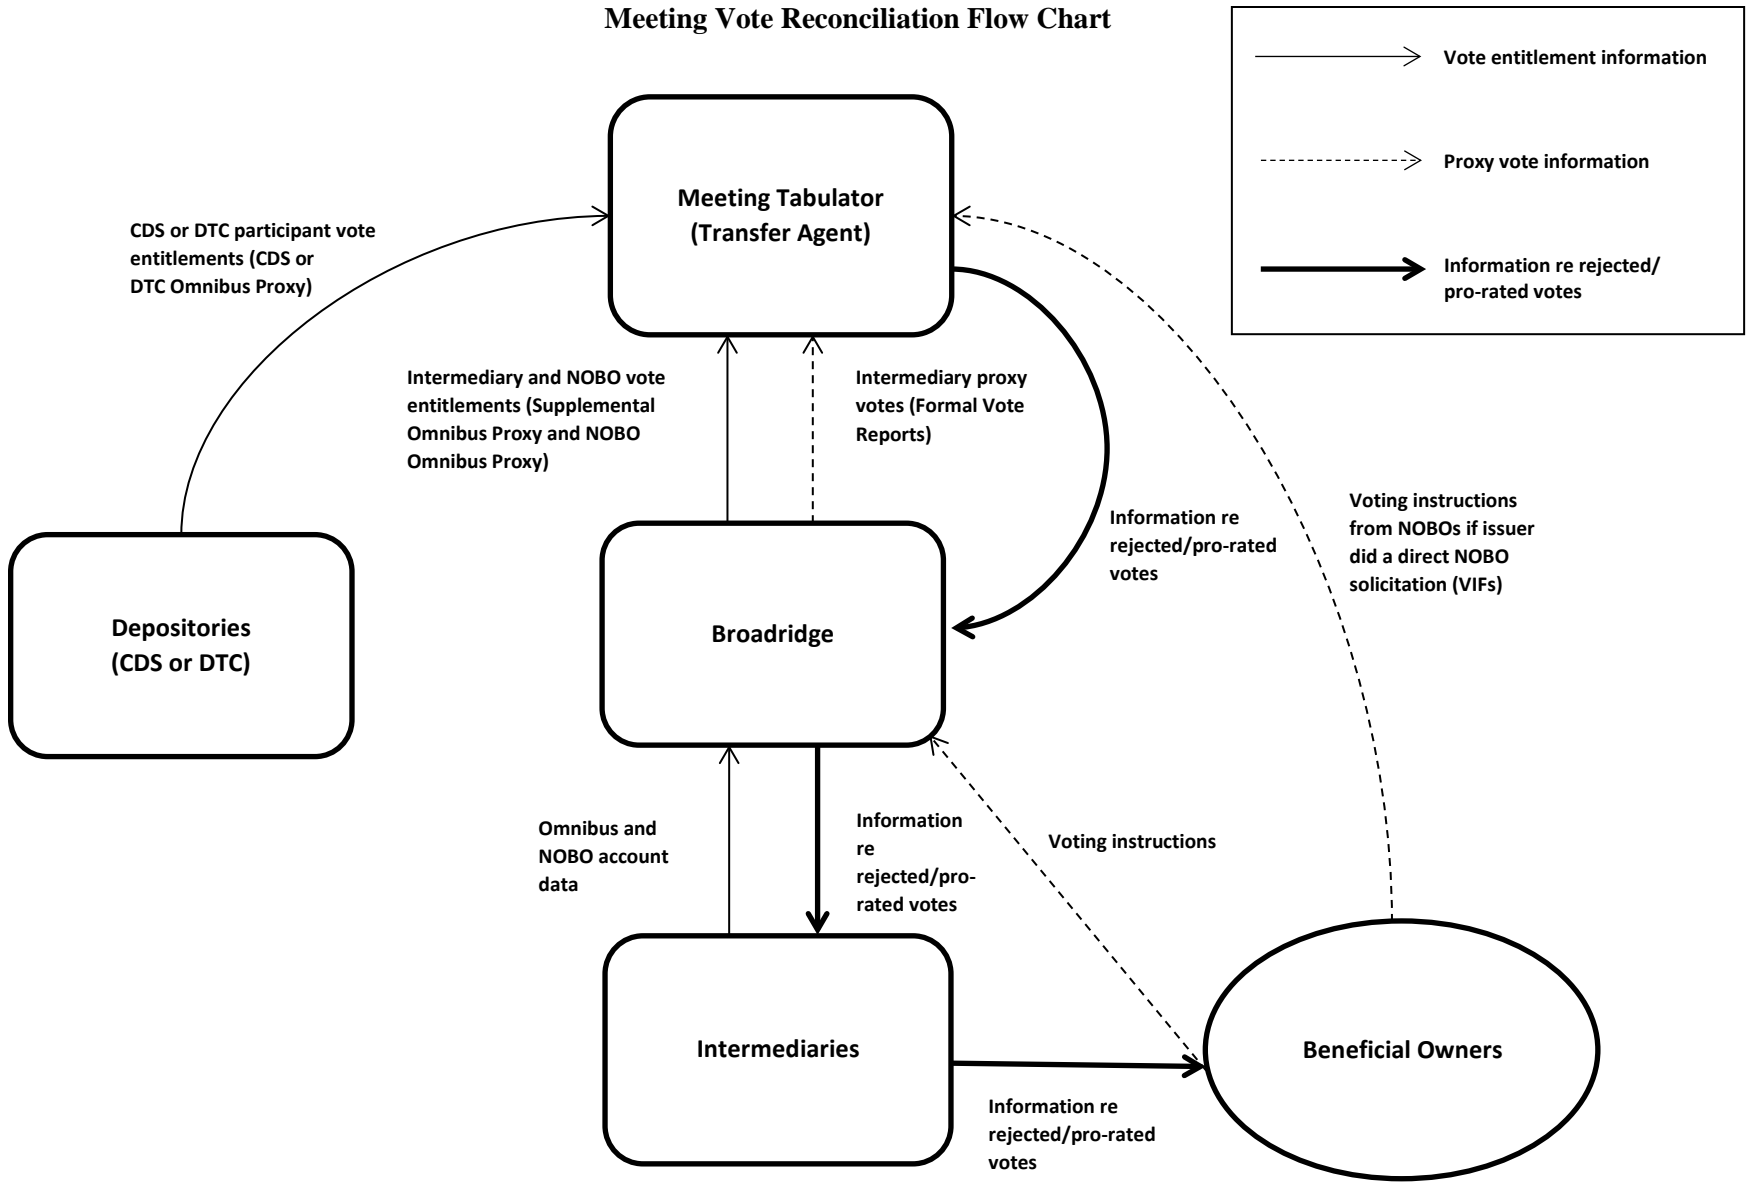 Meeting Vote Reconciliation Flow Chart
Vote entitlement information
Proxy vote information
Information re rejected/
pro-rated votes
Meeting Tabulator
(Transfer Agent)
CDS or DTC participant vote
entitlements (CDS or
DTC Omnibus Proxy)
Intermediary and NOBO vote
entitlements (Supplemental
Omnibus Proxy and NOBO
Omnibus Proxy)
Intermediary proxy
votes (Formal Vote
Reports)
Information re
rejected/pro-rated
votes
Voting instructions
from NOBOs if issuer
did a direct NOBO
solicitation (VIFs)
Depositories
(CDS or DTC)
Broadridge
Omnibus and
NOBO account
data
Information
re
rejected/pro-
rated votes
Voting instructions
Intermediaries
Beneficial Owners
Information re
rejected/pro-rated
votes